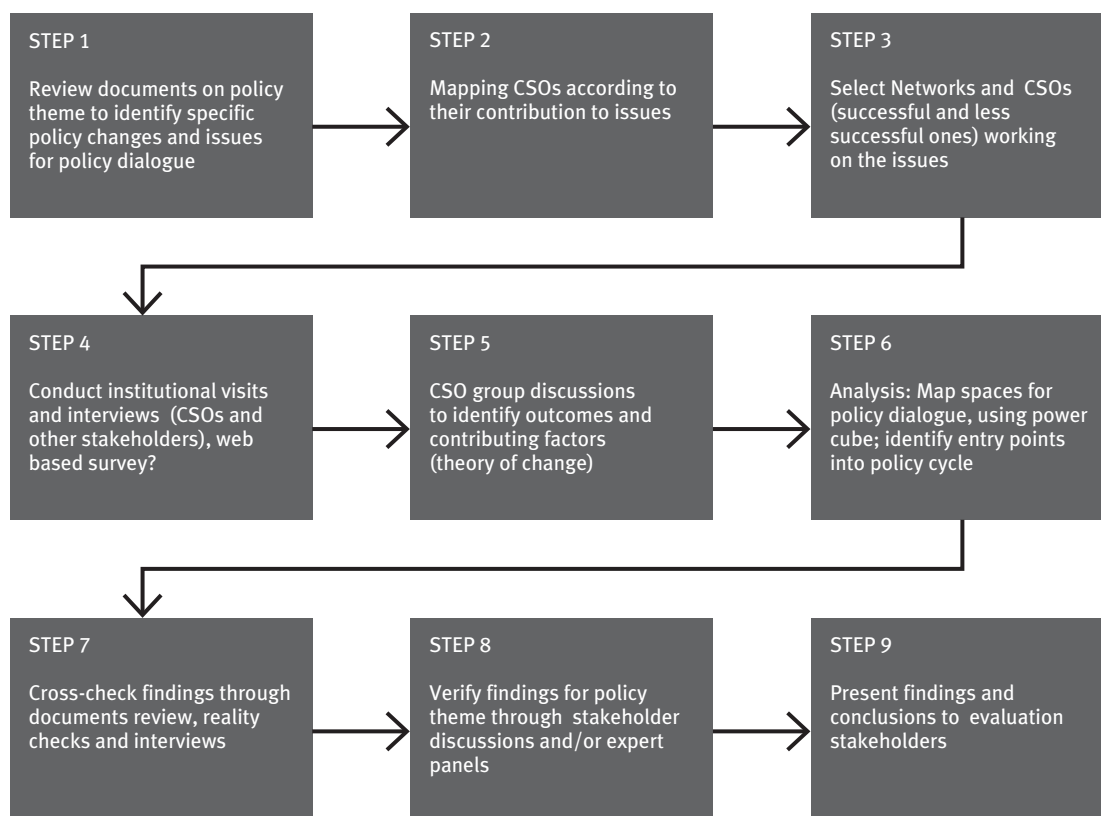 STEP 1
Review documents on policy
theme to identify specific
policy changes and issues
for policy dialogue
STEP 2
Mapping CSOs according to
their contribution to issues
STEP 3
Select Networks and CSOs
(successful and less
successful ones) working
on the issues
STEP 4
Conduct institutional visits
and interviews (CSOs and
other stakeholders), web
based survey?
STEP 5
CSO group discussions
to identify outcomes and
contributing factors
(theory of change)
STEP 6
Analysis: Map spaces for
policy dialogue, using power
cube; identify entry points
into policy cycle
STEP 7
Cross-check findings through
documents review, reality
checks and interviews
STEP 8
Verify findings for policy
theme through stakeholder
discussions and/or expert
panels
STEP 9
Present findings and
conclusions to evaluation
stakeholders